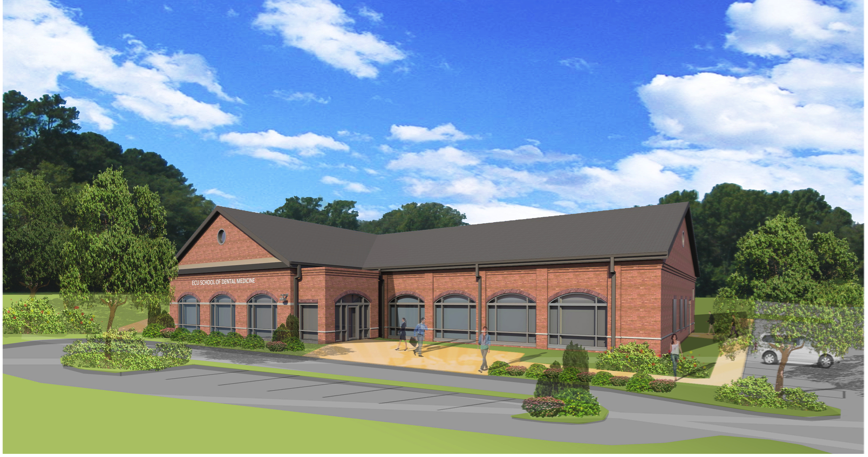 ECU SCHOOL OF DENTAL MEDICINE